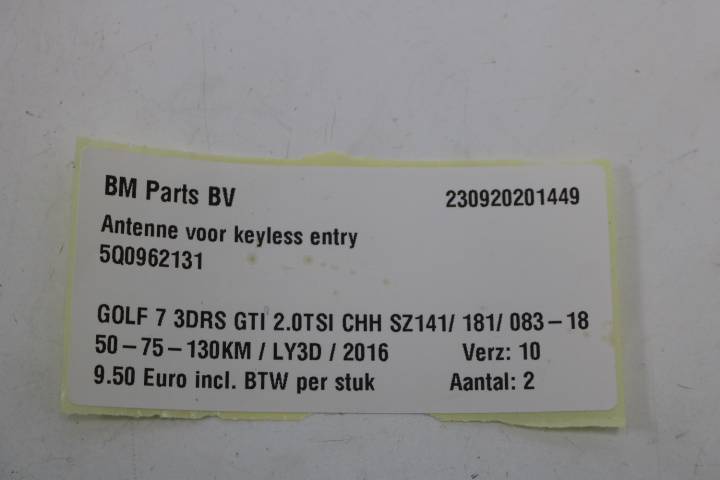 BM Parts BV 230920201449
Antenne voor keyless entry
5Q0962131
GOLF 7 3DRS GTI 2.0TSI CHH SZ141/ 181/ 083-18
50-75-130KM / LY3D / 2016 Verz: 10
9.50 Euro incl. BTW per stuk Aantal: 2